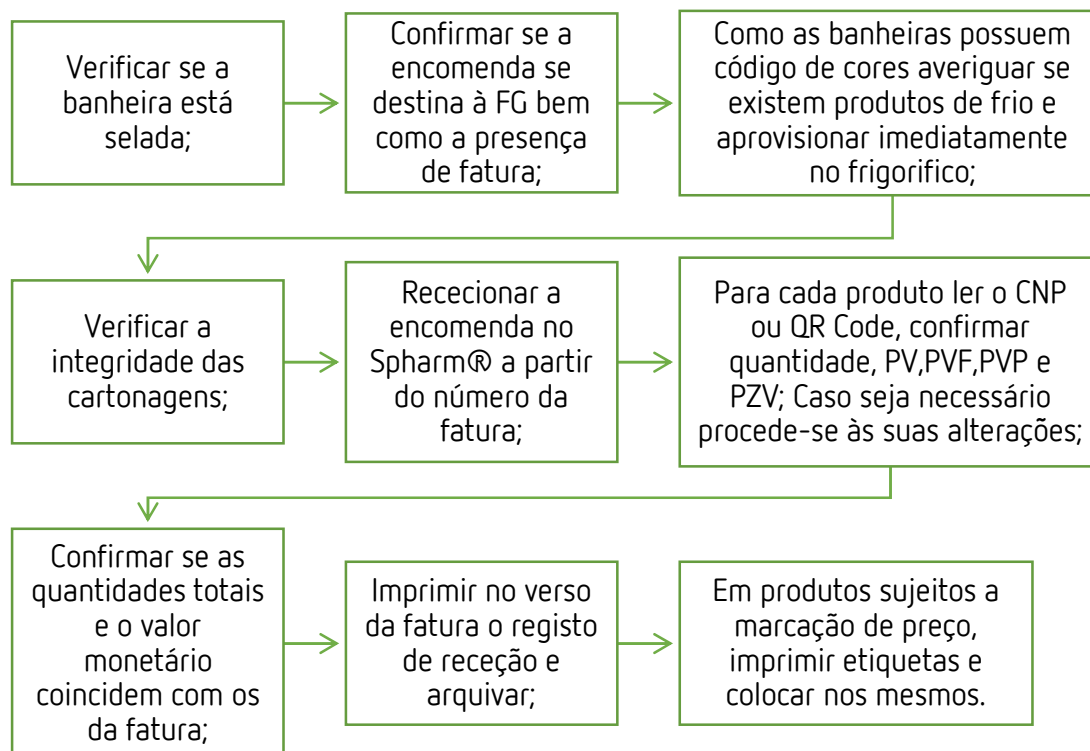 Verificar se a
banheira está
selada;
Confirmar se a
encomenda se
destina à FG bem
como a presença
de fatura;
Como as banheiras possuem
código de cores averiguar se
existem produtos de frio e
aprovisionar imediatamente
no frigorifico;
Verificar a
integridade das
cartonagens;
Rececionar a
encomenda no
Spharm® a partir
do número da
fatura;
Para cada produto ler o CNP
ou QR Code, confirmar
quantidade, PV,PVF,PVP e
PZV; Caso seja necessário
procede-se às suas alterações;
Confirmar se as
quantidades totais
e o valor
monetário
coincidem com os
da fatura;
Imprimir no verso
da fatura o registo
de receção e
arquivar;
Em produtos sujeitos a
marcação de preço,
imprimir etiquetas e
colocar nos mesmos.